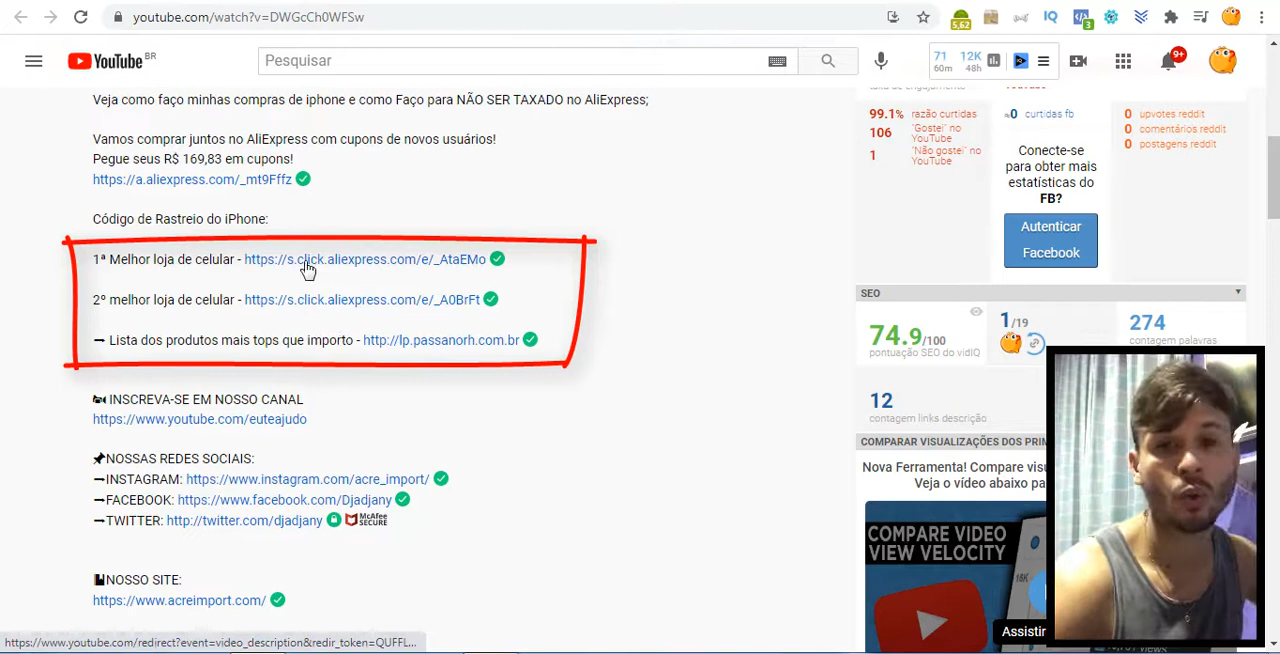 youtube.com/watch?v=DWGcCh0WFSw
5,62
IQ
3
YouTube BR
Pesquisar
71 12K
60m 48h
9+
Veja como faço minhas compras de iphone e como Faço para NÃO SER TAXADO no AliExpress;
Vamos comprar juntos no AliExpress com cupons de novos usuários!
Pegue seus R$ 169,83 em cupons!
https://a.aliexpress.com/_mt9Fffz
Código de Rastreio do iPhone:
1ª Melhor loja de celular - https://s.click.aliexpress.com/e/_AtaEMo
2º melhor loja de celular - https://s.click.aliexpress.com/e/_A0BrFt
Lista dos produtos mais tops que importo - http://lp.passanorh.com.br
INSCREVA-SE EM NOSSO CANAL
https://www.youtube.com/euteajudo
NOSSAS REDES SOCIAIS:
INSTAGRAM: https://www.instagram.com/acre_import/
FACEBOOK: https://www.facebook.com/Djadjany
TWITTER: http://twitter.com/djadjany McAfee SECURE
NOSSO SITE:
https://www.acreimport.com/
https://www.youtube.com/redirect?event=video_description&redir_token=QUFFL...
99.1% razão curtidas
106 "Gostei" no
YouTube
1 "Não gostei" no
YouTube
0 curtidas fb
Conecte-se
para obter mais
estatísticas do
FB?
Autenticar
Facebook
0 upvotes reddit
0 comentários reddit
0 postagens reddit
SEO
74.9/100
pontuação SEO do vidIQ
1/19
274
contagem palavras
12
contagem links descrição
COMPARAR VISUALIZAÇÕES DOS PRIM
Nova Ferramenta! Compare visu
Veja o vídeo abaixo pa
COMPARE VIDEO
VIEW VELOCITY
16K
Assistir